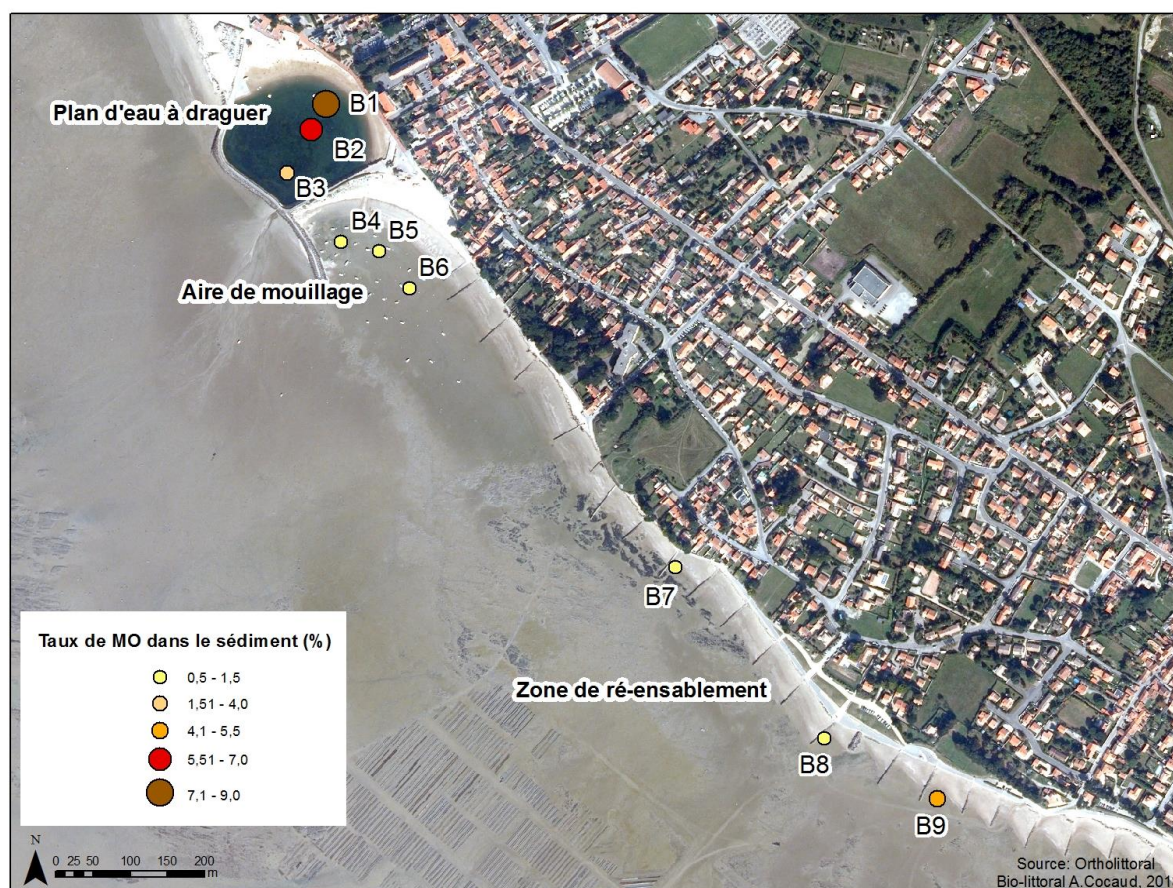 Plan d'eau à draguer
B1
B2
B3
B4
B5
B6
Aire de mouillage
B7
Zone de ré-ensablement
B8
B9
Taux de MO dans le sédiment (%)
0,5 - 1,5
1,51 - 4,0
4,1 - 5,5
5,51 - 7,0
7,1 - 9,0
N
0 25 50 100 150 200
m
Source: Ortholittoral
Bio-littoral A.Cocaud, 201